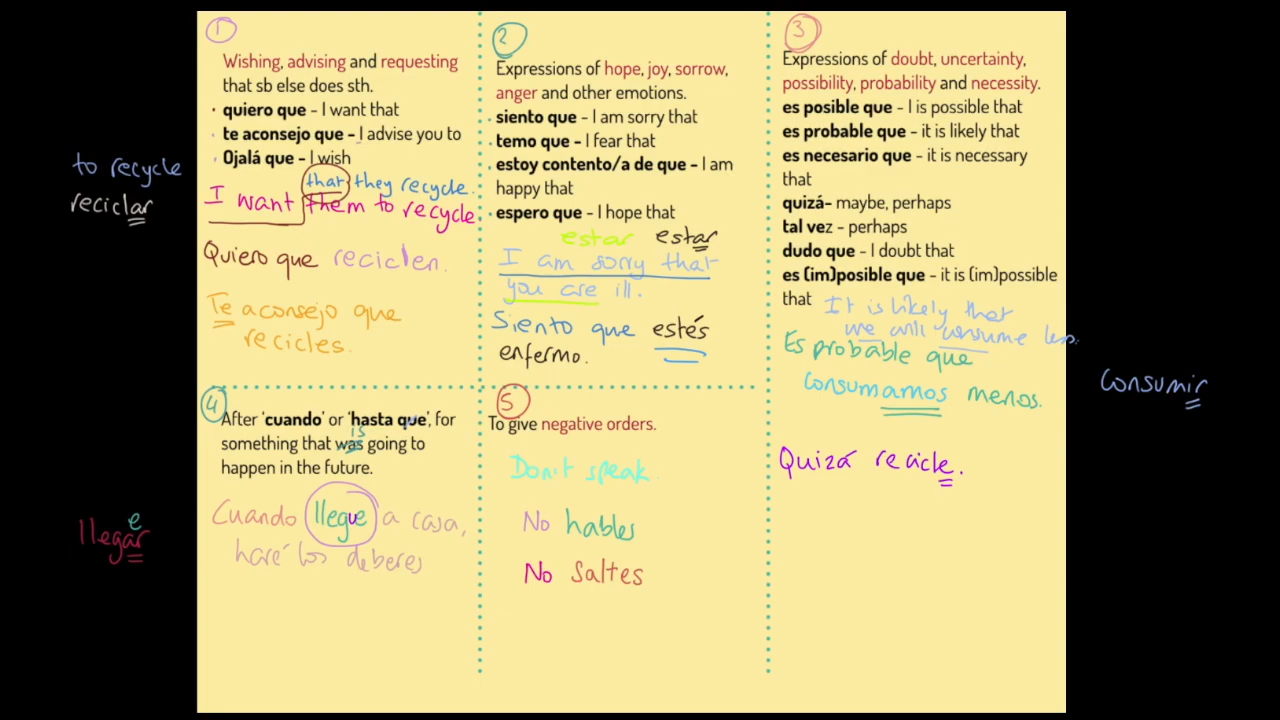 1
Wishing, advising and requesting
that sb else does sth.
quiero que - I want that
te aconsejo que - I advise you to
Ojalá que - I wish
that they recycle.
I want them to recycle
Quiero que reciclen.
Te aconsejo que
recicles.
to recycle
reciclar
2
Expressions of hope, joy, sorrow,
anger and other emotions.
siento que - I am sorry that
temo que - I fear that
estoy contento/a de que - I am
happy that
espero que - I hope that
estar estar
I am sorry that
you are ill.
Siento que estés
enfermo.
3
Expressions of doubt, uncertainty,
possibility, probability and necessity.
es posible que - I is possible that
es probable que - it is likely that
es necesario que - it is necessary
that
quizá- maybe, perhaps
tal vez - perhaps
dudo que - I doubt that
es (im)posible que - it is (im)possible
that
It is likely that
we will consume less.
Es probable que
consumamos menos.
Quizá recicle.
consumir
4
After 'cuando' or 'hasta que', for
is
something that was going to
happen in the future.
Cuando llegue a casa,
haré los deberes
e
llegar
5
To give negative orders.
Don't speak.
No hables
No saltes